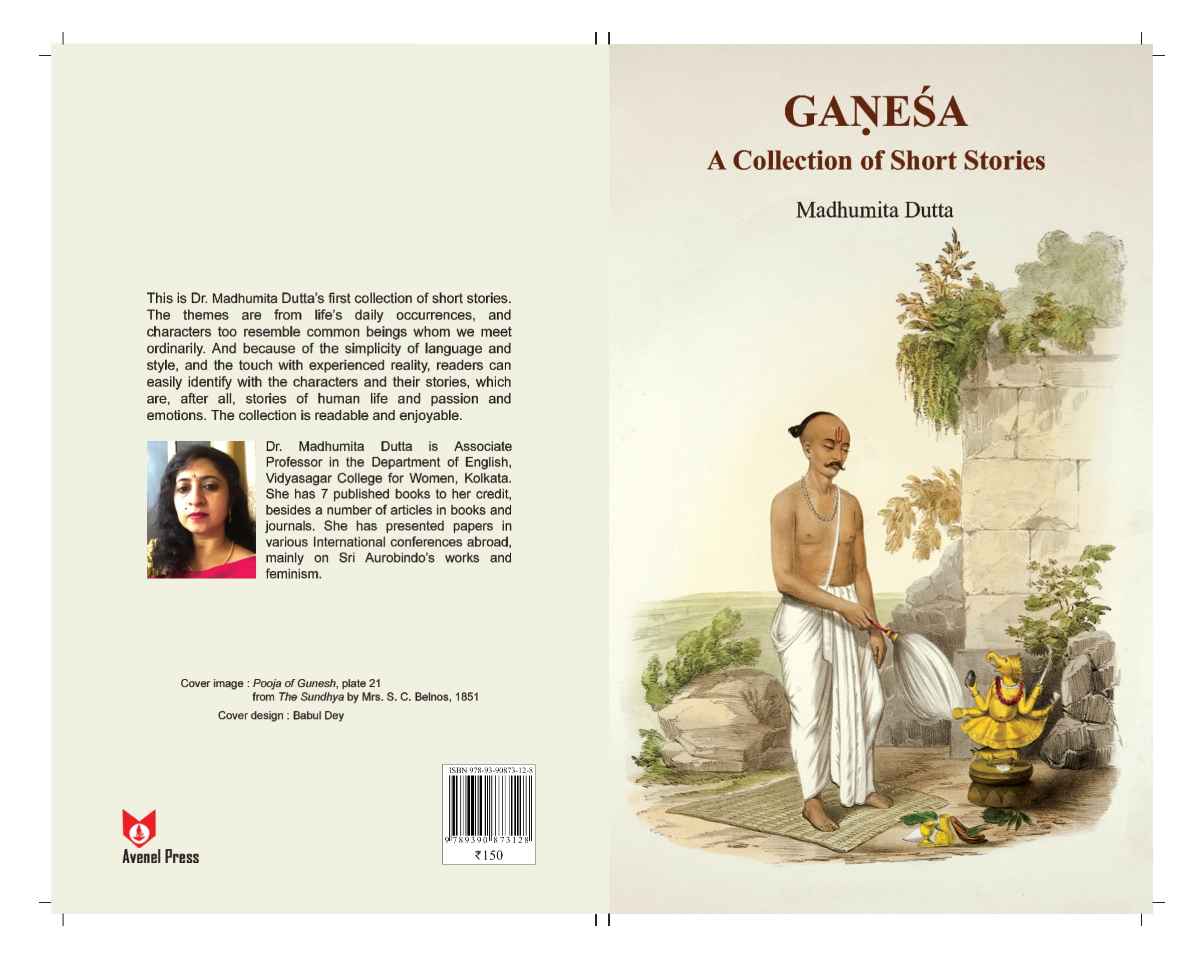 This is Dr. Madhumita Dutta's first collection of short stories.
The themes are from life's daily occurrences, and
characters too resemble common beings whom we meet
ordinarily. And because of the simplicity of language and
style, and the touch with experienced reality, readers can
easily identify with the characters and their stories, which
are, after all, stories of human life and passion and
emotions. The collection is readable and enjoyable.
Dr. Madhumita Dutta is Associate
Professor in the Department of English,
Vidyasagar College for Women, Kolkata.
She has 7 published books to her credit,
besides a number of articles in books and
journals. She has presented papers in
various International conferences abroad,
mainly on Sri Aurobindo's works and
feminism.
Cover image : Pooja of Gunesh, plate 21
from The Sundhya by Mrs. S. C. Belnos, 1851
Cover design : Babul Dey
Avenel Press
ISBN 978-93-90873-12-8
9 789390 873128
₹150
GAṆEŚA
A Collection of Short Stories
Madhumita Dutta